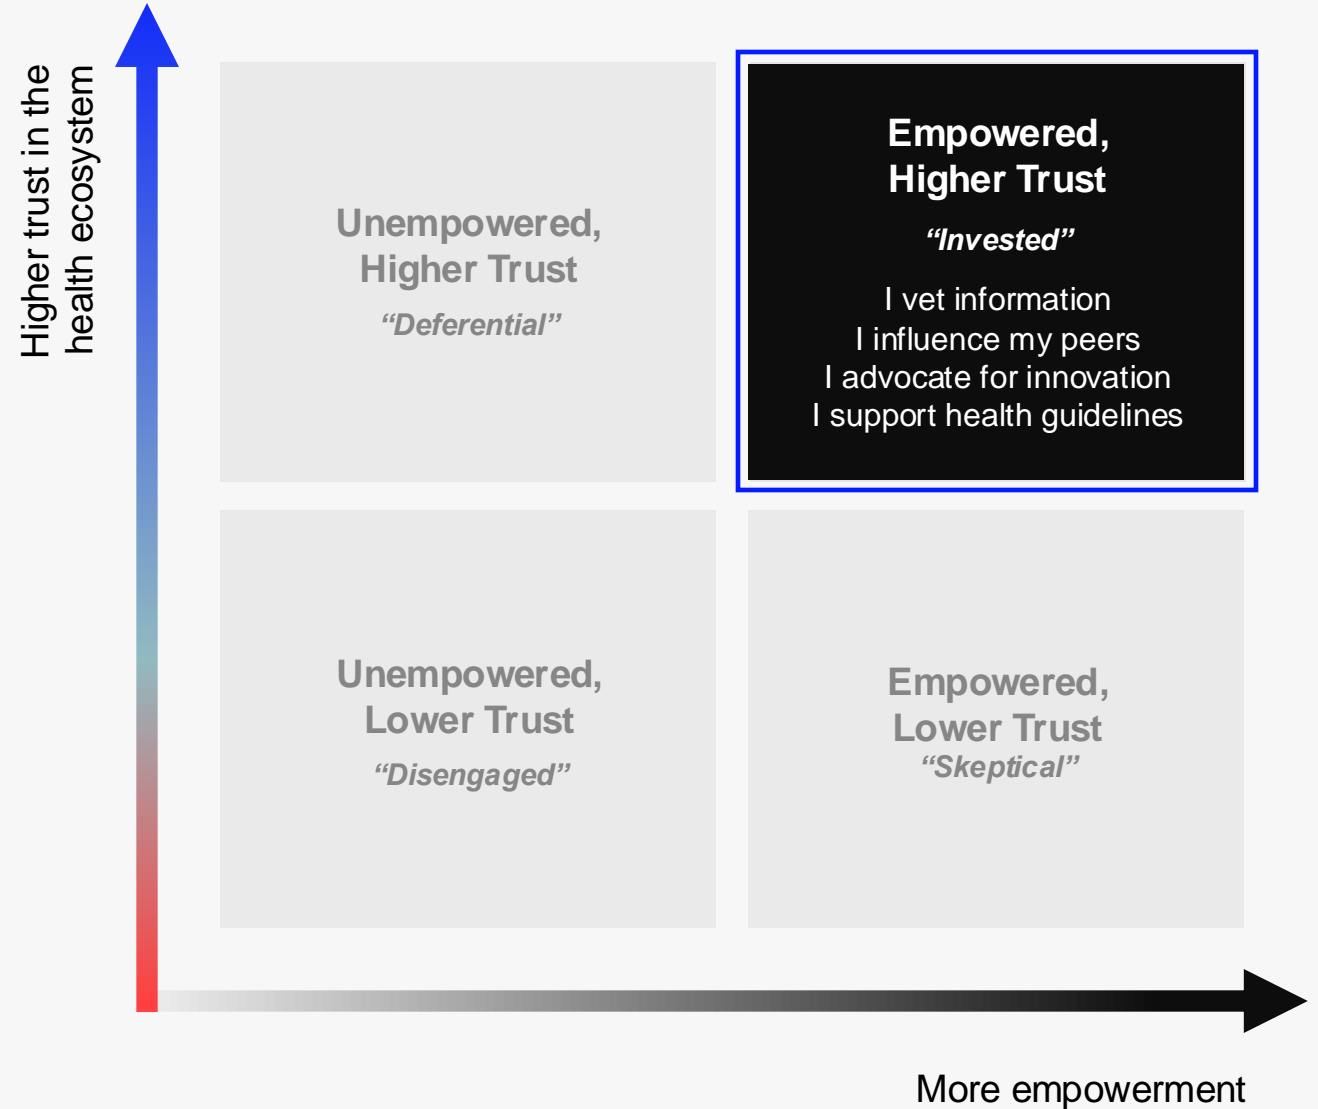 Higher trust in the
health ecosystem
Unempowered,
Higher Trust
“Deferential”
Empowered,
Higher Trust
“Invested”
I vet information
I influence my peers
I advocate for innovation
I support health guidelines
Unempowered,
Lower Trust
“Disengaged”
Empowered,
Lower Trust
“Skeptical”
More empowerment